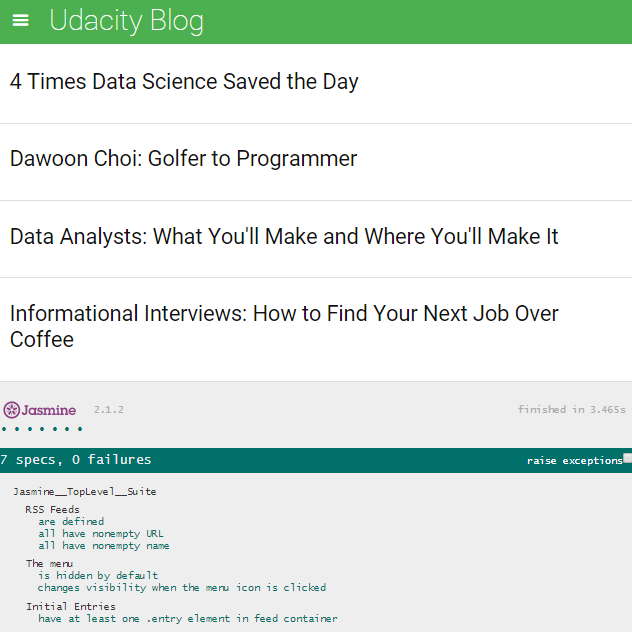 Udacity Blog
4 Times Data Science Saved the Day
Dawoon Choi: Golfer to Programmer
Data Analysts: What You'll Make and Where You'll Make It
Informational Interviews: How to Find Your Next Job Over
Coffee
Jasmine 2.1.2 finished in 3.465s
7 specs, 0 failures raise exceptions
Jasmine__TopLevel__Suite
RSS Feeds
are defined
all have nonempty URL
all have nonempty name
The menu
is hidden by default
changes visibility when the menu icon is clicked
Initial Entries
have at least one .entry element in feed container